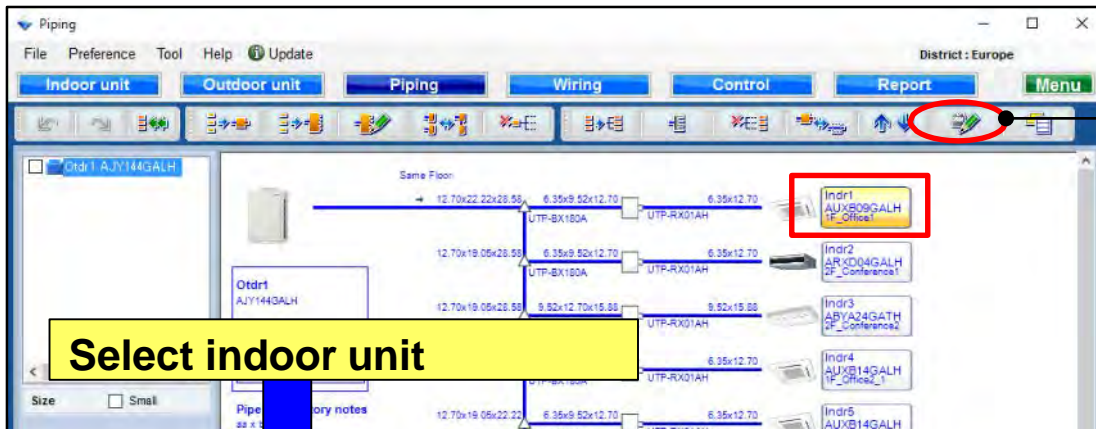 Piping
File Preference Tool Help Update District : Europe
Indoor unit Outdoor unit Piping Wiring Control Report Menu
Otdr1 AJY144GALH
Same Floor
12.70x22.22x28.58 6.35x9.52x12.70 6.35x12.70
UTP-BX180A UTP-RX01AH
Indr1
AUXB09GALH
1F_Office1
12.70x19.05x28.58 6.35x9.52x12.70 6.35x12.70
UTP-BX180A UTP-RX01AH
Indr2
ARXD04GALH
2F_Conference1
Otdr1
AJY144GALH
12.70x19.05x28.58 9.52x12.70x15.88 9.52x15.88
UTP-RX01AH
Indr3
ABYA24GATH
2F_Conference2
Select indoor unit
6.35x12.70
UTP-BX180A UTP-RX01AH
Indr4
AUXB14GALH
1F_Office2_1
Size Small
Pipe ory notes
12.70x19.05x22.22 6.35x9.52x12.70 6.35x12.70
Indr5
AUXB14GALH